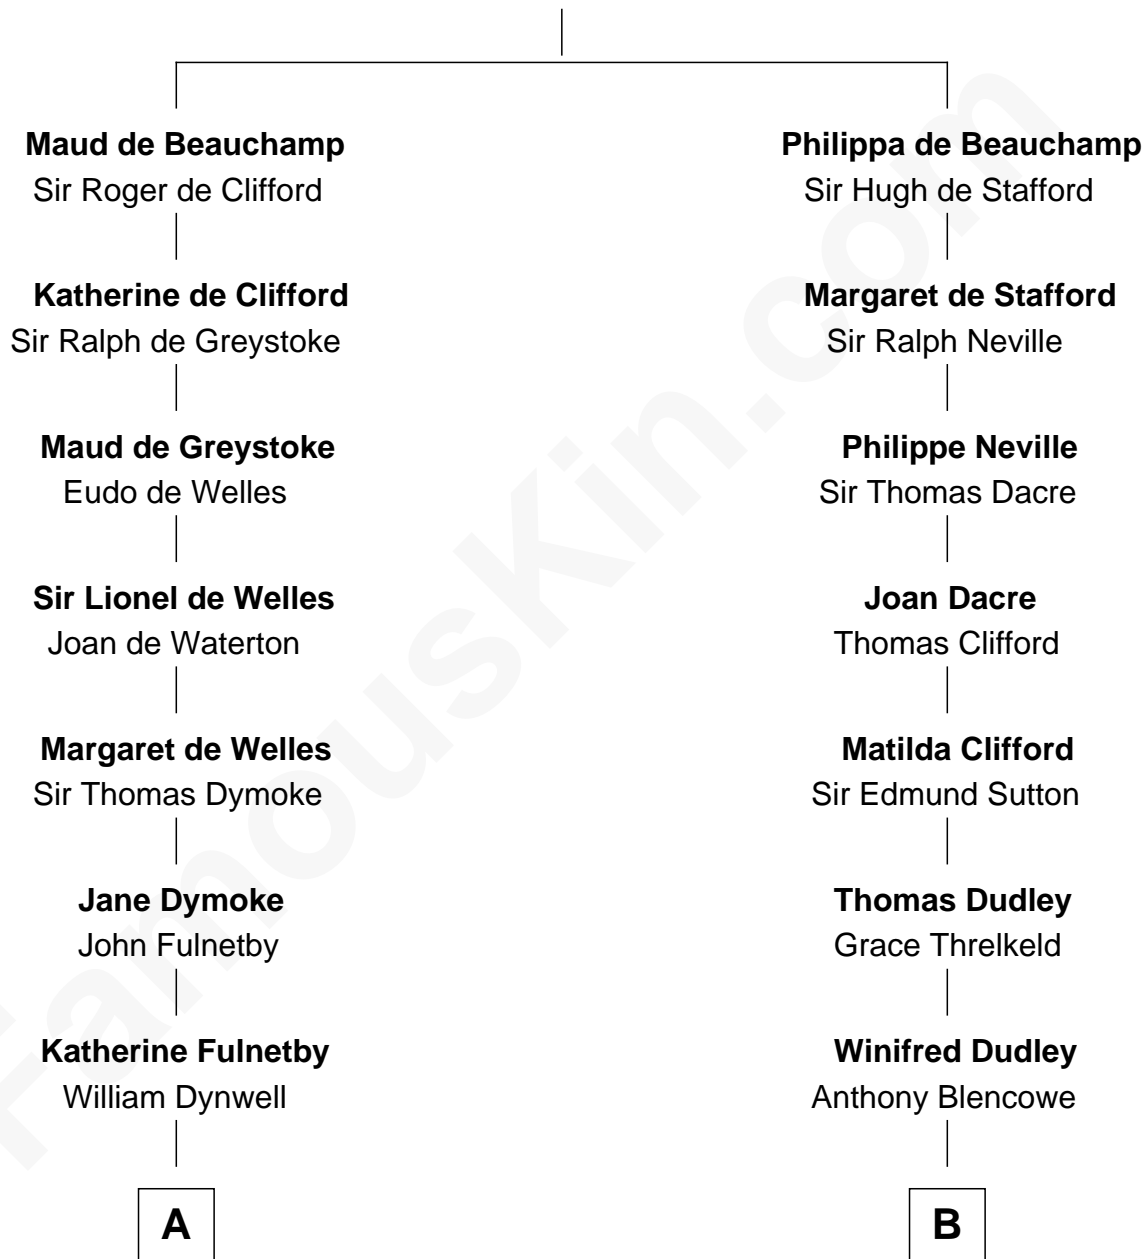 Maud de Beauchamp
Sir Roger de Clifford
Katherine de Clifford
Sir Ralph de Greystoke
Maud de Greystoke
Eudo de Welles
Sir Lionel de Welles
Joan de Waterton
Margaret de Welles
Sir Thomas Dymoke
Jane Dymoke
John Fulnetby
Katherine Fulnetby
William Dynwell
A
Philippa de Beauchamp
Sir Hugh de Stafford
Margaret de Stafford
Sir Ralph Neville
Philippe Neville
Sir Thomas Dacre
Joan Dacre
Thomas Clifford
Matilda Clifford
Sir Edmund Sutton
Thomas Dudley
Grace Threlkeld
Winifred Dudley
Anthony Blencowe
B
FamousKin.com